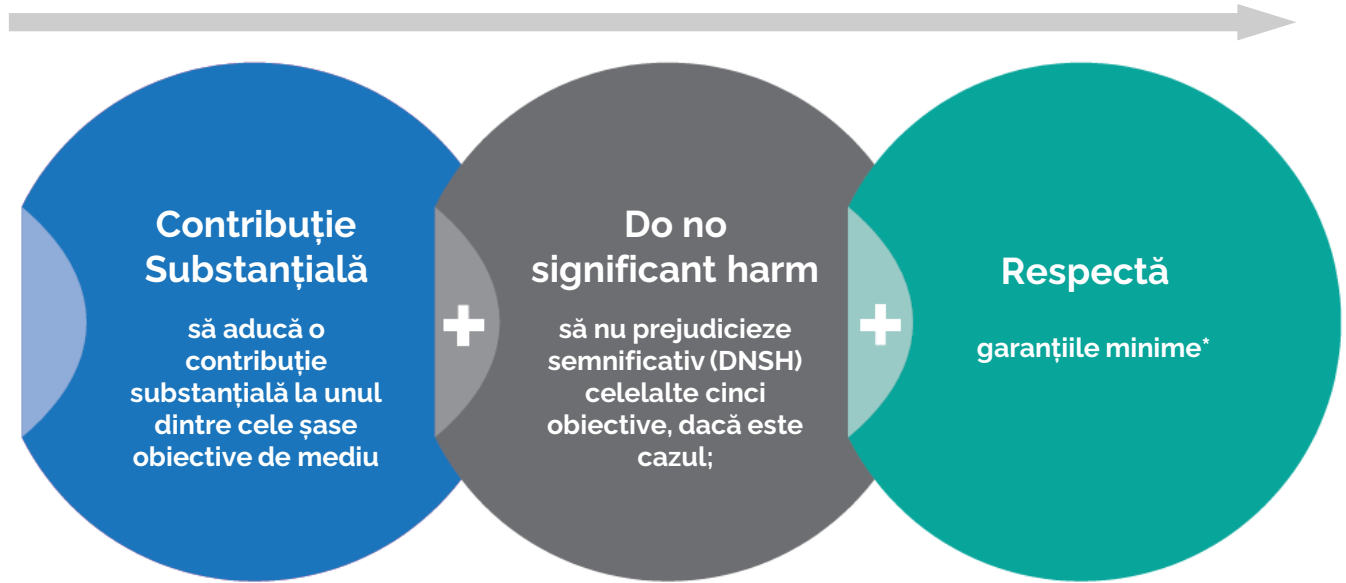 Contribuție
Substanțială
să aducă o
contribuție
substanțială la unul
dintre cele șase
obiective de mediu
Do no
significant harm
să nu prejudicieze
semnificativ (DNSH)
celelalte cinci
obiective, dacă este
cazul;
Respectă
garanțiile minime*